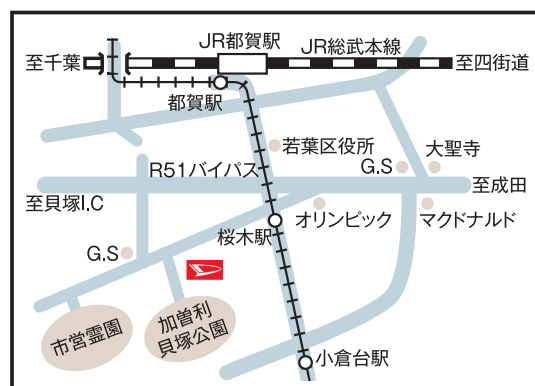 JR都賀駅
JR総武本線
至千葉
至四街道
都賀駅
若葉区役所
大聖寺
G.S
R51バイパス
至成田
至貝塚I.C
オリンピック
マクドナルド
桜木駅
G.S
市営霊園
加曽利
貝塚公園
小倉台駅